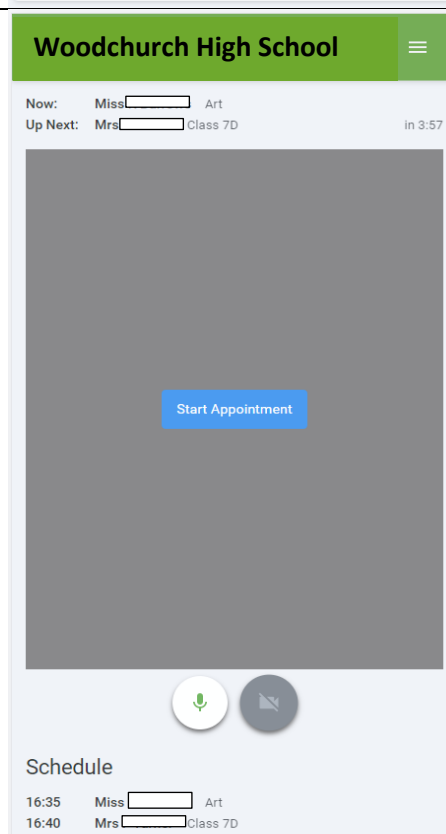 Woodchurch High School
Now: Miss Art
Up Next: Mrs Class 7D in 3:57
Start Appointment
Schedule
16:35 Miss Art
16:40 Mrs Class 7D